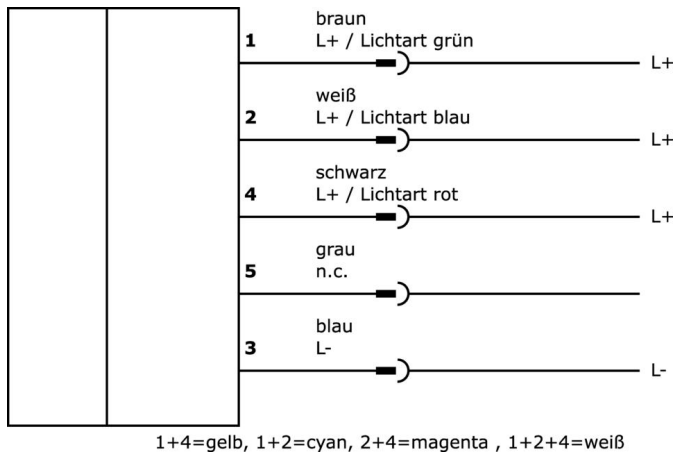 braun
1 L+ / Lichtart grün
L+
weiß
2 L+ / Lichtart blau
L+
schwarz
4 L+ / Lichtart rot
L+
grau
5 n.c.
blau
3 L-
L-
1+4=gelb, 1+2=cyan, 2+4=magenta , 1+2+4=weiß